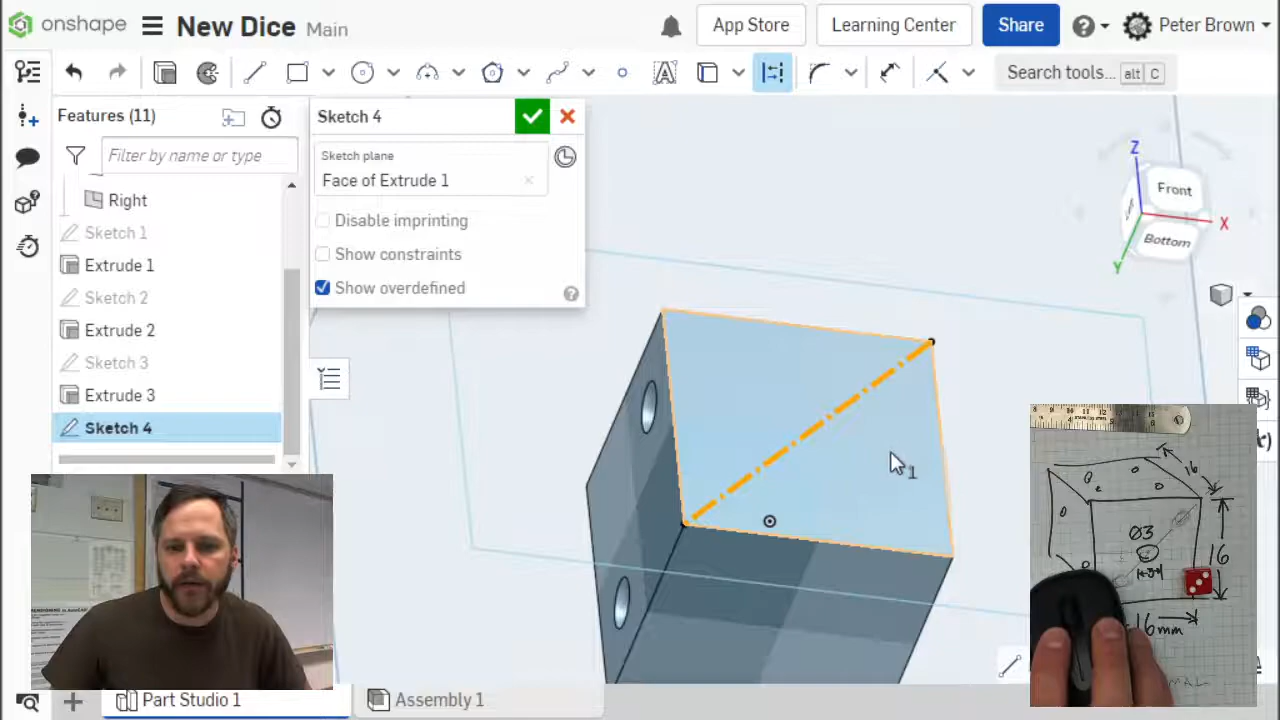 onshape New Dice Main
App Store
Learning Center
Share
Peter Brown
Search tools... alt C
Features (11)
Filter by name or type
Right
Sketch 1
Extrude 1
Sketch 2
Extrude 2
Sketch 3
Extrude 3
Sketch 4
Sketch 4
Sketch plane
Face of Extrude 1
Disable imprinting
Show constraints
Show overdefined
Z
Front
X
Bottom
Y
1
16
Ø3
16
16mm
Part Studio 1
Assembly 1